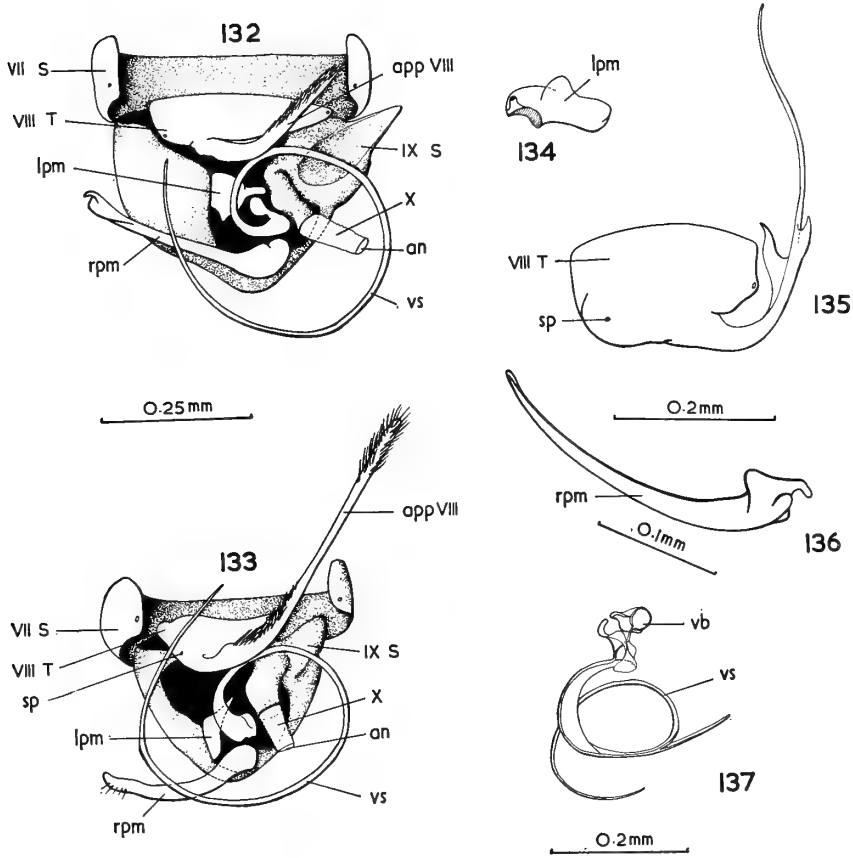 132
VII S
app VIII
VIII T
IX S
lpm
X
an
rpm
vs
0·25mm
lpm
134
VIII T
sp
135
0·2mm
rpm
0·1mm
136
app VIII
133
VII S
VIII T
IX S
sp
X
lpm
an
vs
rpm
vb
vs
137
0·2mm